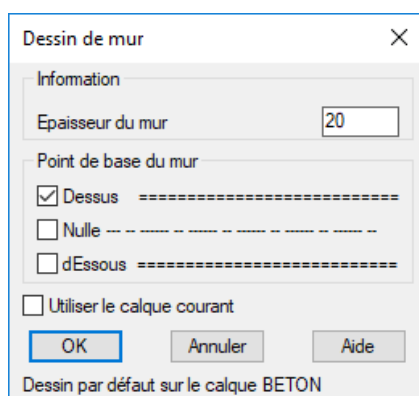 Dessin de mur
Information
Epaisseur du mur 20
Point de base du mur
Dessus ===========================
Nulle --- -- ------ -- ------ -- ------ -- ------ -- ------ --
dEssous ===========================
Utiliser le calque courant
OK Annuler Aide
Dessin par défaut sur le calque BETON